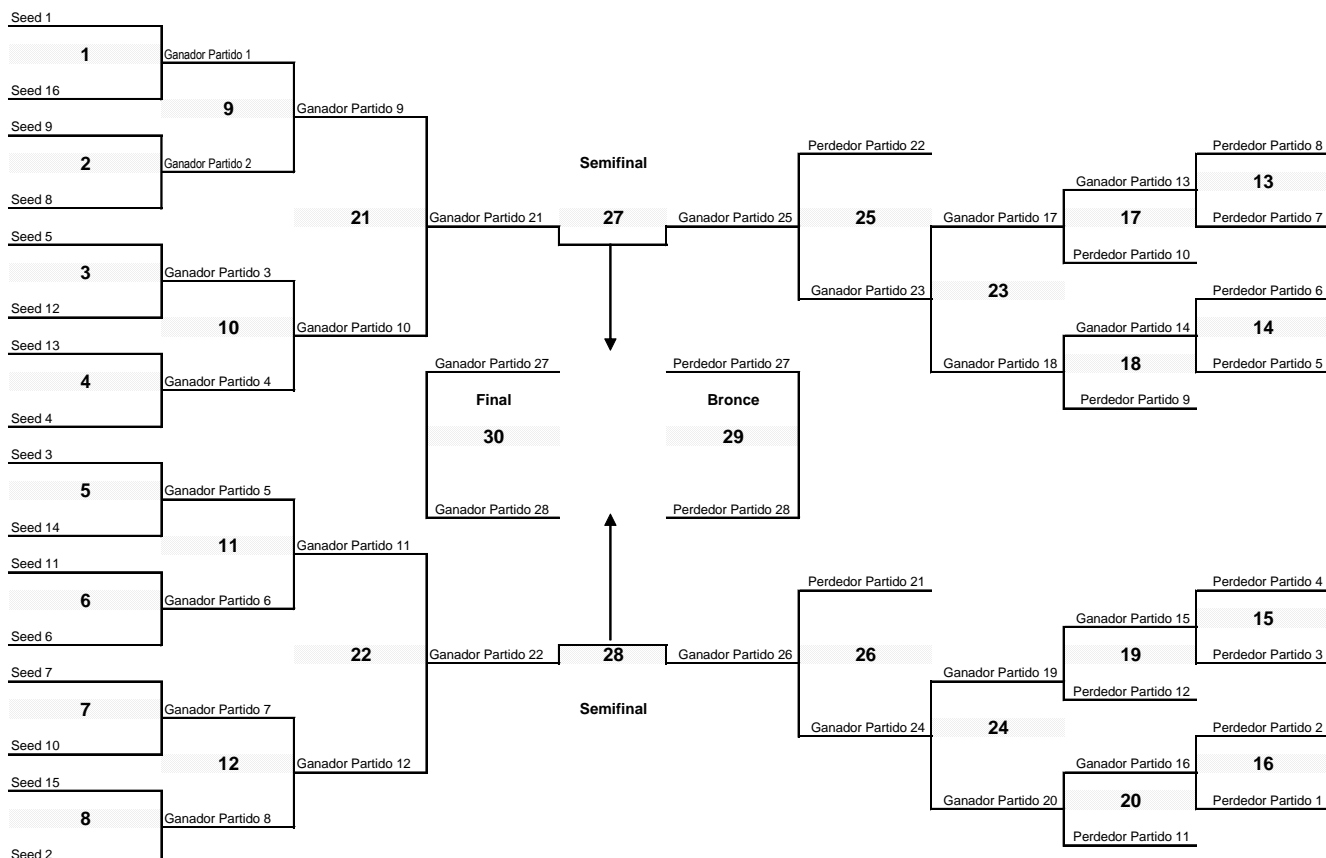 Seed 1
1
Ganador Partido 1
Seed 16
9
Ganador Partido 9
Seed 9
2
Ganador Partido 2
Seed 8
21
Ganador Partido 21
Seed 5
3
Ganador Partido 3
Seed 12
10
Ganador Partido 10
Seed 13
4
Ganador Partido 4
Seed 4
Seed 3
5
Ganador Partido 5
Seed 14
11
Ganador Partido 11
Seed 11
6
Ganador Partido 6
Seed 6
22
Ganador Partido 22
Seed 7
7
Ganador Partido 7
Seed 10
12
Ganador Partido 12
Seed 15
8
Ganador Partido 8
Seed 2
Semifinal
27
Ganador Partido 25
Ganador Partido 27
Final
30
Ganador Partido 28
Perdedor Partido 27
Bronce
29
Perdedor Partido 28
28
Ganador Partido 26
Semifinal
Perdedor Partido 22
25
Ganador Partido 23
Ganador Partido 17
23
Ganador Partido 18
Ganador Partido 13
17
Perdedor Partido 10
Perdedor Partido 8
13
Perdedor Partido 7
Ganador Partido 14
18
Perdedor Partido 9
Perdedor Partido 6
14
Perdedor Partido 5
Perdedor Partido 21
26
Ganador Partido 24
Ganador Partido 19
24
Ganador Partido 20
Ganador Partido 15
19
Perdedor Partido 12
Perdedor Partido 4
15
Perdedor Partido 3
Ganador Partido 16
20
Perdedor Partido 11
Perdedor Partido 2
16
Perdedor Partido 1